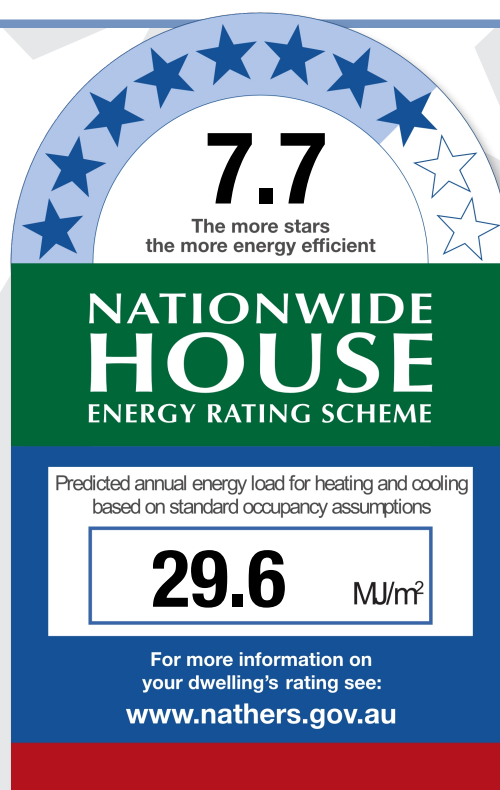 7.7
The more stars
the more energy efficient
NATIONWIDE
HOUSE
ENERGY RATING SCHEME
Predicted annual energy load for heating and cooling
based on standard occupancy assumptions
29.6 MJ/m²
For more information on
your dwelling's rating see:
www.nathers.gov.au